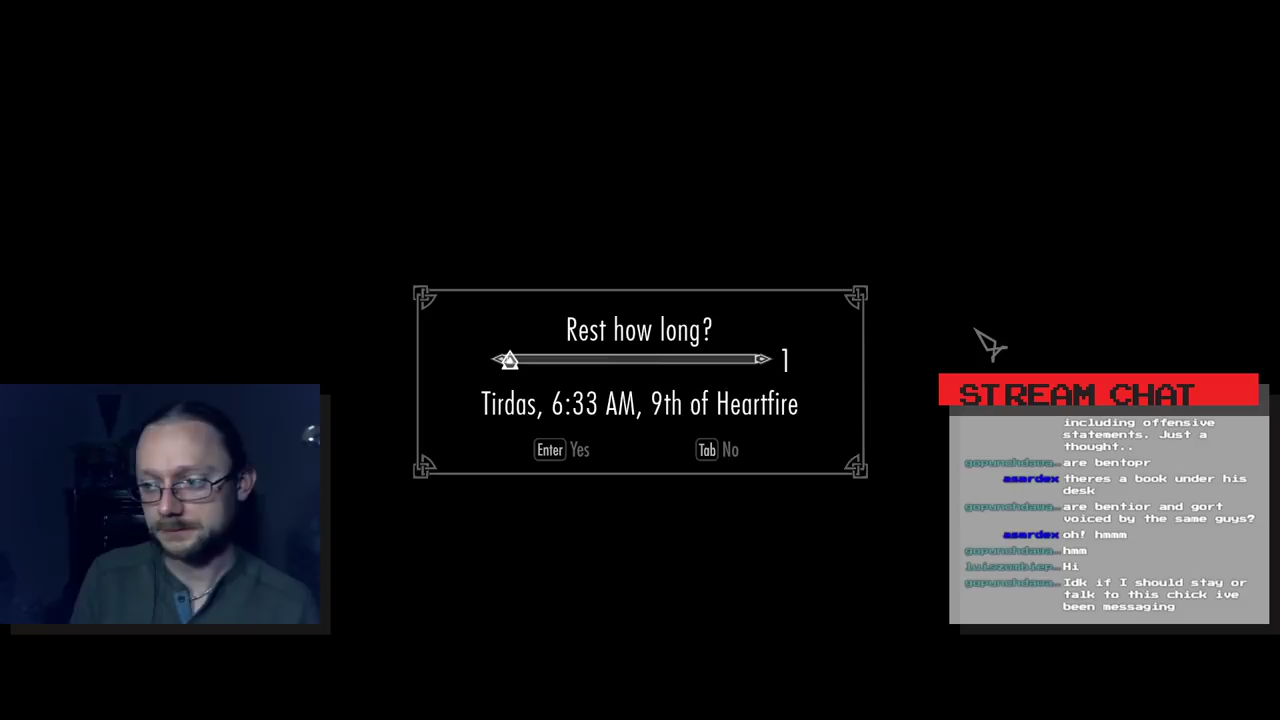 Rest how long?
1
Tirdas, 6:33 AM, 9th of Heartfire
Enter Yes
Tab No
STREAM CHAT
including offensive
statements. Just a
thought..
are bentopr
asardex theres a book under his
desk
are bentior and gort
voiced by the same guys?
asardex oh! hmmm
hmm
Hi
Idk if I should stay or
talk to this chick ive
been messaging